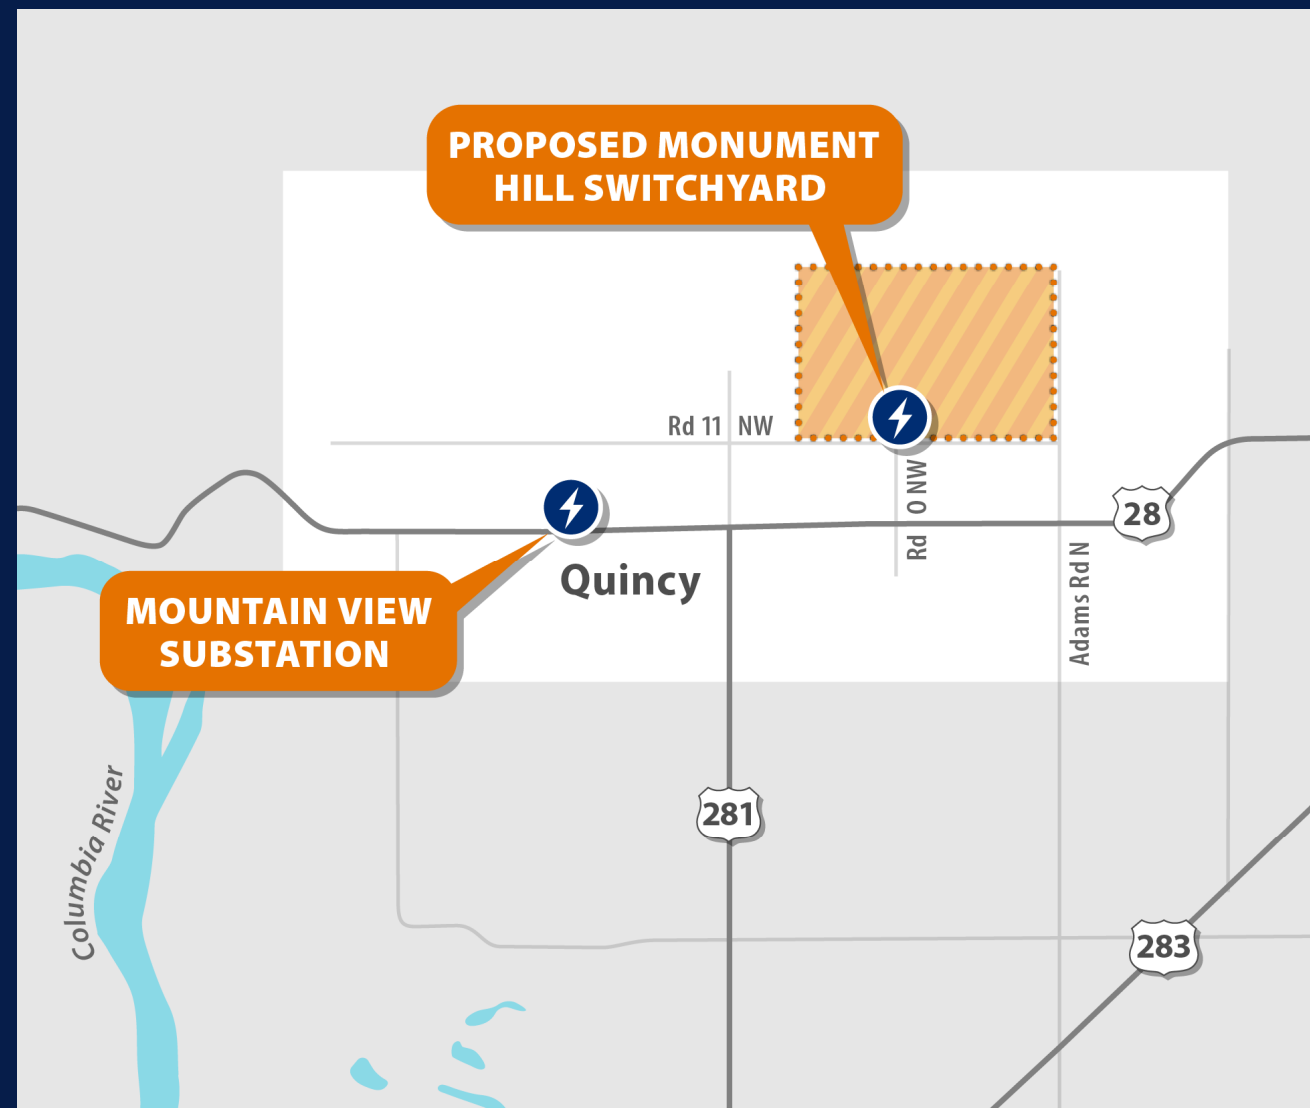 PROPOSED MONUMENT
HILL SWITCHYARD
Rd 11 NW
Rd O NW
28
Quincy
MOUNTAIN VIEW
SUBSTATION
Adams Rd N
281
Columbia River
283